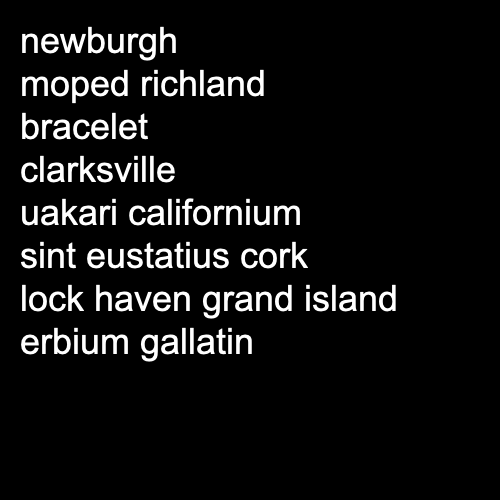 newburgh
moped richland
bracelet
clarksville
uakari californium
sint eustatius cork
lock haven grand island
erbium gallatin